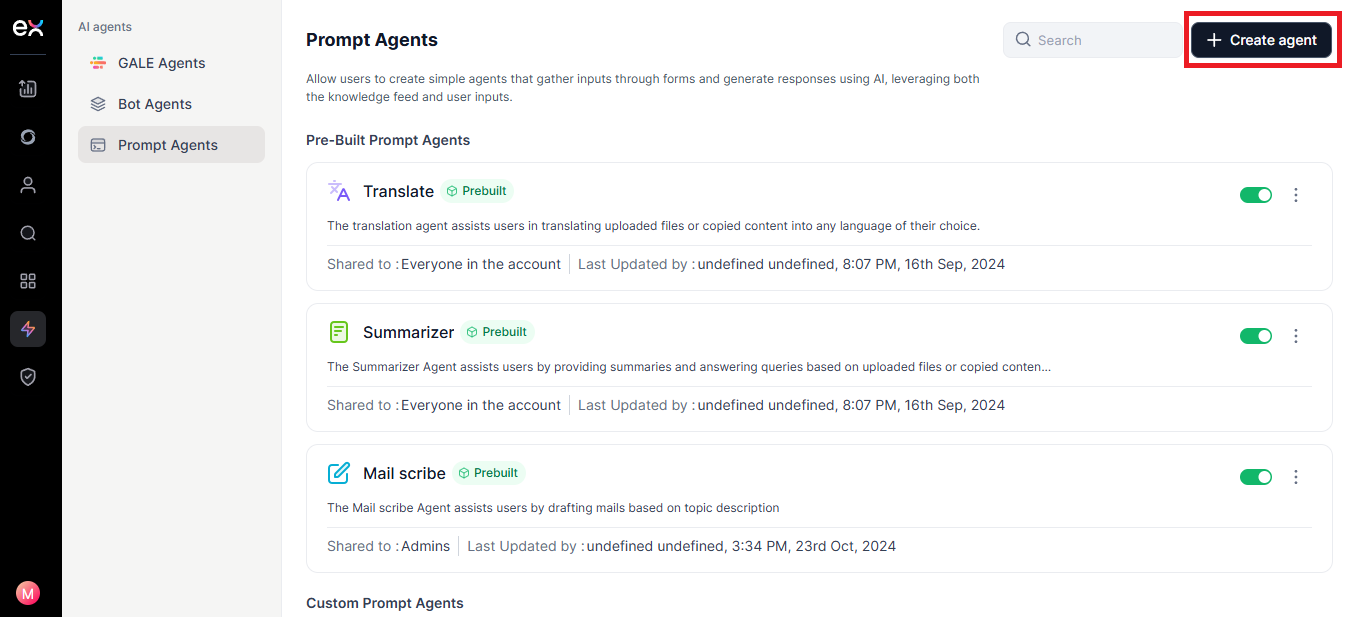 ex
AI agents
GALE Agents
Bot Agents
Prompt Agents
M
Prompt Agents
Search
Create agent
Allow users to create simple agents that gather inputs through forms and generate responses using AI, leveraging both
the knowledge feed and user inputs.
Pre-Built Prompt Agents
Translate Prebuilt
The translation agent assists users in translating uploaded files or copied content into any language of their choice.
Shared to : Everyone in the account Last Updated by : undefined undefined, 8:07 PM, 16th Sep, 2024
Summarizer Prebuilt
The Summarizer Agent assists users by providing summaries and answering queries based on uploaded files or copied conten...
Shared to : Everyone in the account Last Updated by : undefined undefined, 8:07 PM, 16th Sep, 2024
Mail scribe Prebuilt
The Mail scribe Agent assists users by drafting mails based on topic description
Shared to : Admins Last Updated by : undefined undefined, 3:34 PM, 23rd Oct, 2024
Custom Prompt Agents